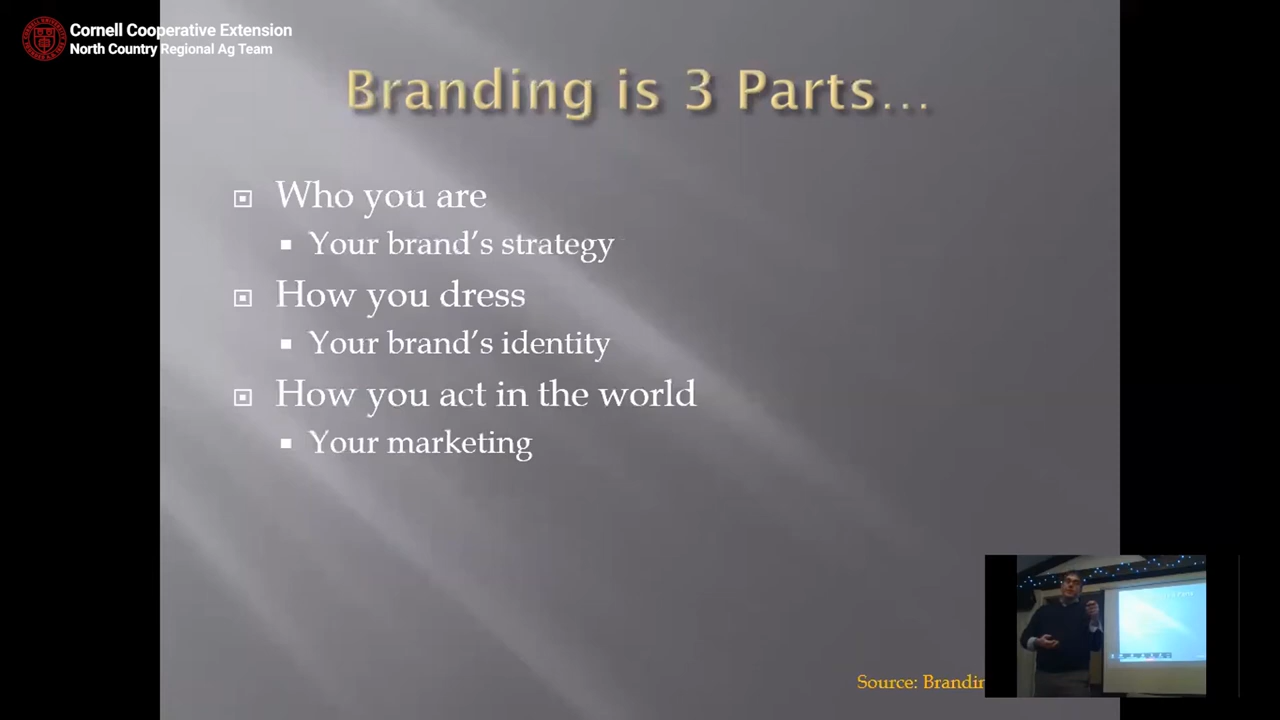 Cornell Cooperative Extension
North Country Regional Ag Team
Branding is 3 Parts...
Who you are
Your brand's strategy
How you dress
Your brand's identity
How you act in the world
Your marketing
Source: